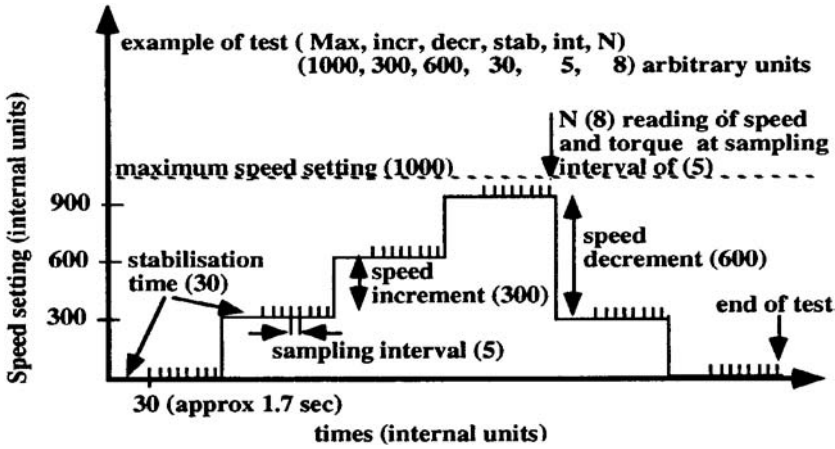 example of test ( Max, incr, decr, stab, int, N)
(1000, 300, 600, 30, 5, 8) arbitrary units
N (8) reading of speed
and torque at sampling
interval of (5)
maximum speed setting (1000)
Speed setting (internal units)
900
600
300
stabilisation
time (30)
speed
increment (300)
speed
decrement (600)
sampling interval (5)
end of test
30 (approx 1.7 sec)
times (internal units)